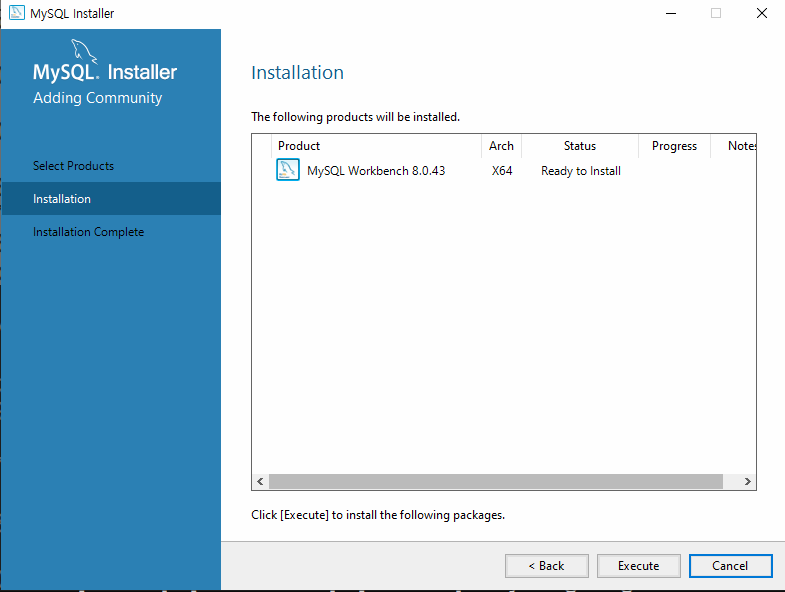 MySQL Installer
MySQL. Installer
Adding Community
Select Products
Installation
Installation Complete
Installation
The following products will be installed.
Product Arch Status Progress Notes
MySQL Workbench 8.0.43 X64 Ready to Install
Click [Execute] to install the following packages.
< Back Execute Cancel